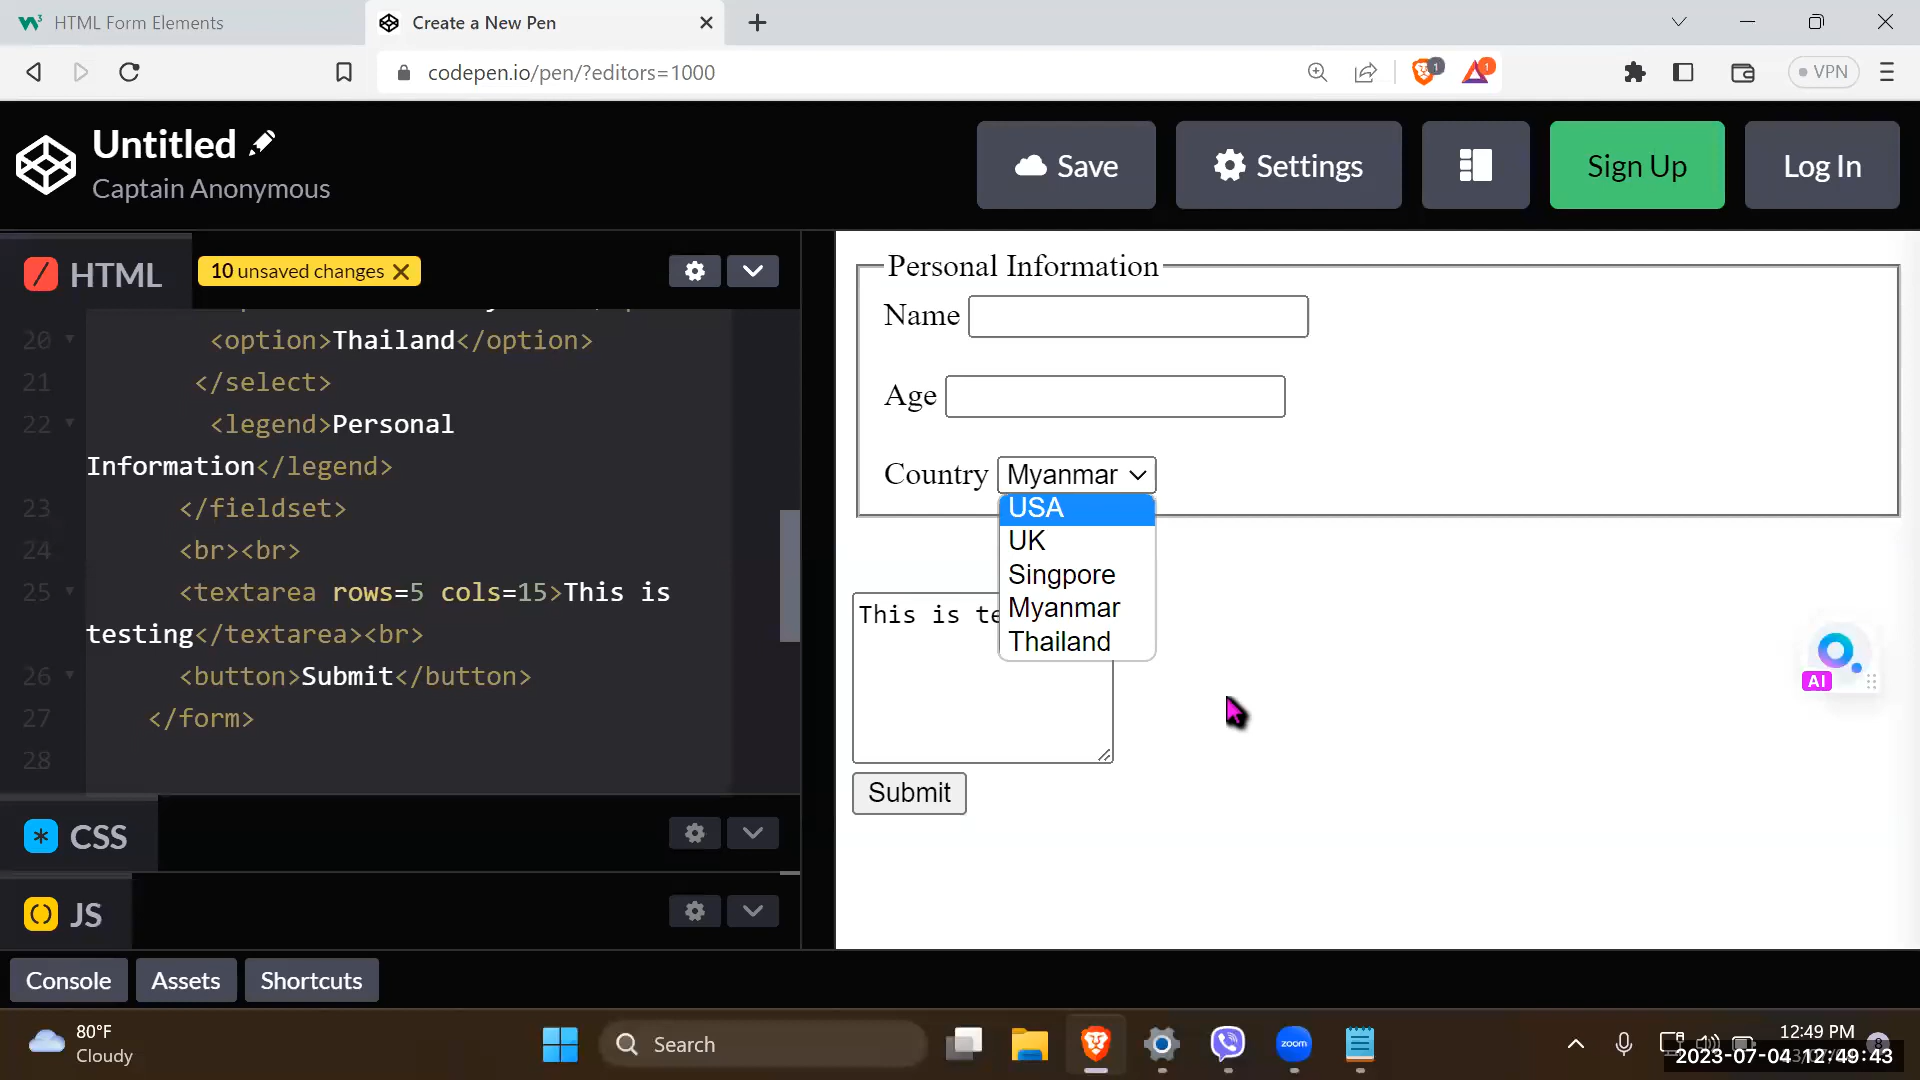 HTML Form Elements
Create a New Pen
codepen.io/pen/?editors=1000
1
1
VPN
Untitled
Captain Anonymous
Save
Settings
Sign Up
Log In
HTML
10 unsaved changes
20 <option>Thailand</option>
21 </select>
22 <legend>Personal
Information</legend>
23 </fieldset>
24 <br><br>
25 <textarea rows=5 cols=15>This is
testing</textarea><br>
26 <button>Submit</button>
27 </form>
28
CSS
JS
Personal Information
Name
Age
Country Myanmar
USA
UK
Singpore
Myanmar
Thailand
This is te
Submit
AI
Console
Assets
Shortcuts
80°F
Cloudy
Search
zoom
12:49 PM
8
2023-07-04 12:49:43